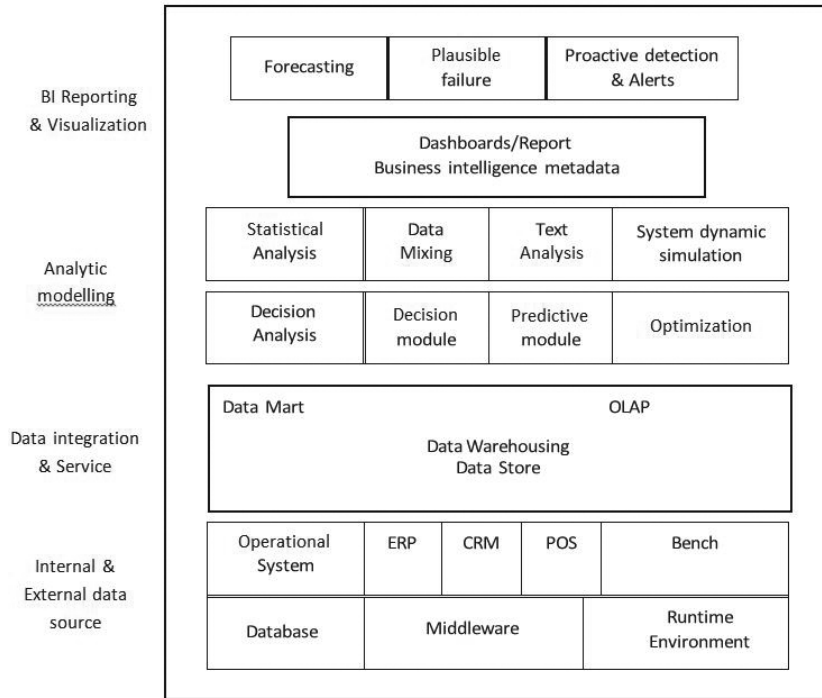 Forecasting
Plausible
failure
Proactive detection
& Alerts
BI Reporting
& Visualization
Dashboards/Report
Business intelligence metadata
Statistical
Analysis
Data
Mixing
Text
Analysis
System dynamic
simulation
Analytic
modelling
Decision
Analysis
Decision
module
Predictive
module
Optimization
Data Mart
OLAP
Data integration
& Service
Data Warehousing
Data Store
Operational
System
ERP
CRM
POS
Bench
Internal &
External data
source
Database
Middleware
Runtime
Environment